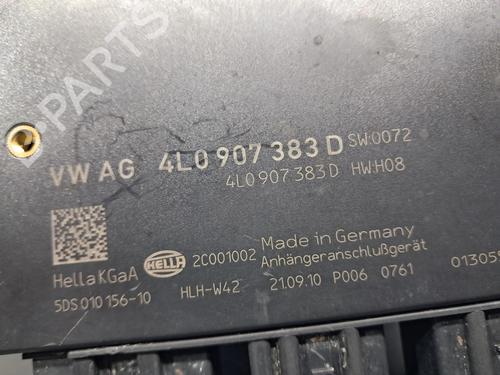 B-PARTS
VW AG 4L0 907 383 D SW:0072
4L0 907 383 D HW:H08
HELLA 2C001002 Made in Germany
Hella KGaA Anhängeranschlußgerät
5DS 010 156-10 HLH-W42 21.09.10 P006 0761